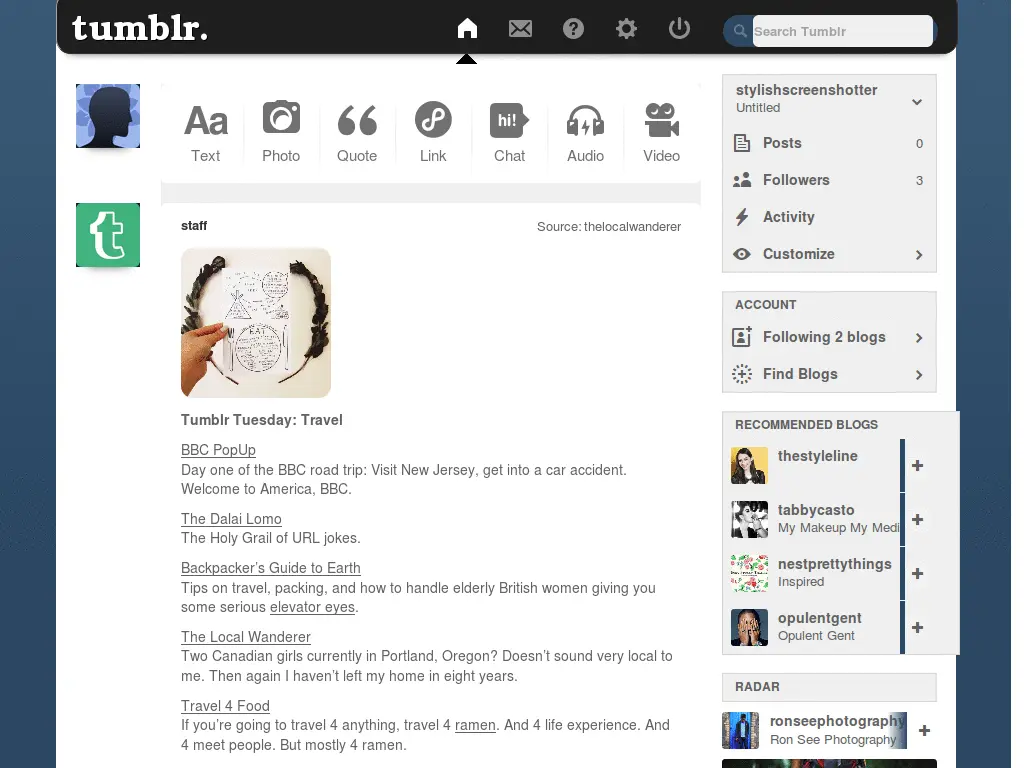 tumblr.
Search Tumblr
Aa
hi!
Text
Photo
Quote
Link
Chat
Audio
Video
stylishscreenshotter
Untitled
Posts 0
Followers 3
Activity
Customize
t
staff
Source: thelocalwanderer
EAT
Tumblr Tuesday: Travel
BBC PopUp
Day one of the BBC road trip: Visit New Jersey, get into a car accident.
Welcome to America, BBC.
The Dalai Lomo
The Holy Grail of URL jokes.
Backpacker’s Guide to Earth
Tips on travel, packing, and how to handle elderly British women giving you
some serious elevator eyes.
The Local Wanderer
Two Canadian girls currently in Portland, Oregon? Doesn’t sound very local to
me. Then again I haven’t left my home in eight years.
Travel 4 Food
If you’re going to travel 4 anything, travel 4 ramen. And 4 life experience. And
4 meet people. But mostly 4 ramen.
ACCOUNT
Following 2 blogs
Find Blogs
RECOMMENDED BLOGS
thestyleline
tabbycasto
My Makeup My Medi
nestprettythings
Inspired
opulentgent
Opulent Gent
RADAR
ronseephotography
Ron See Photography